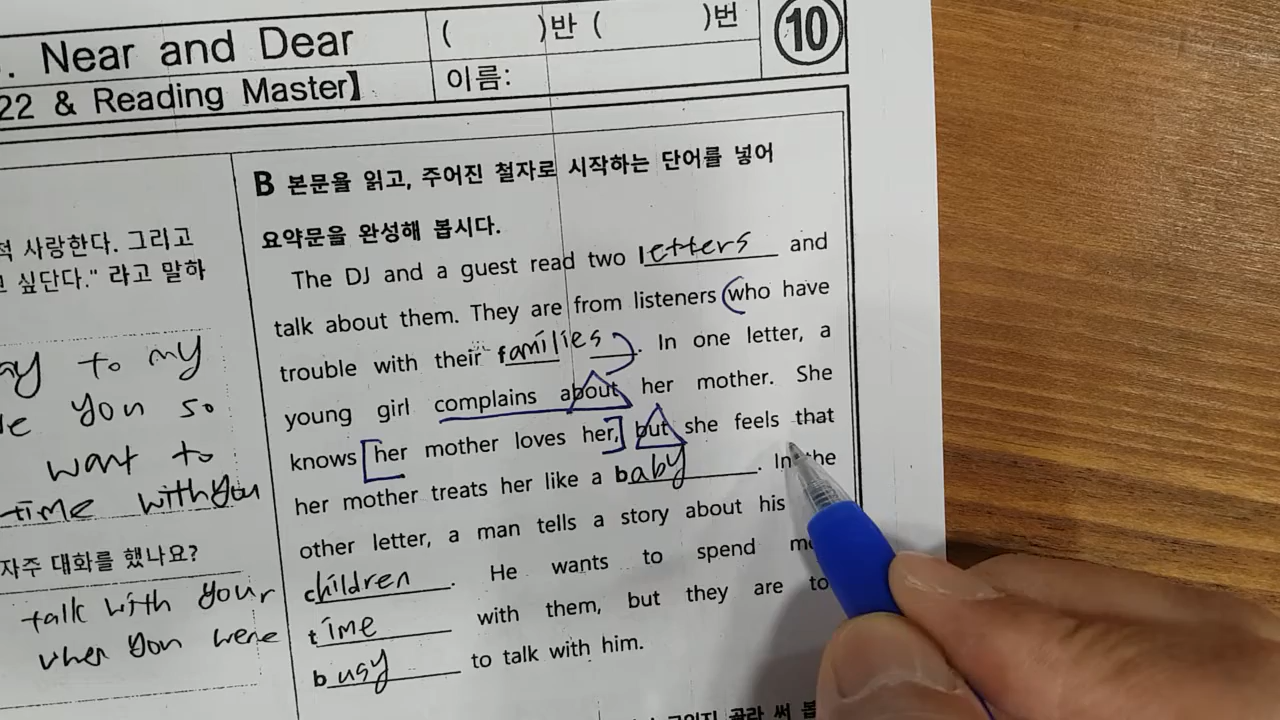 . Near and Dear
22 & Reading Master】
( )반 ( )번
이름:
10
사랑한다. 그리고
싶단다." 라고 말하
to my
you so
want to
time with you
자주 대화를 했나요?
talk with your
when you were
B 본문을 읽고, 주어진 철자로 시작하는 단어를 넣어
요약문을 완성해 봅시다.
The DJ and a guest read two letters and
talk about them. They are from listeners who have
trouble with their families. In one letter, a
young girl complains about her mother. She
knows her mother loves her, but she feels that
her mother treats her like a baby. In the
other letter, a man tells a story about his
children. He wants to spend
time with them, but they are to
busy to talk with him.